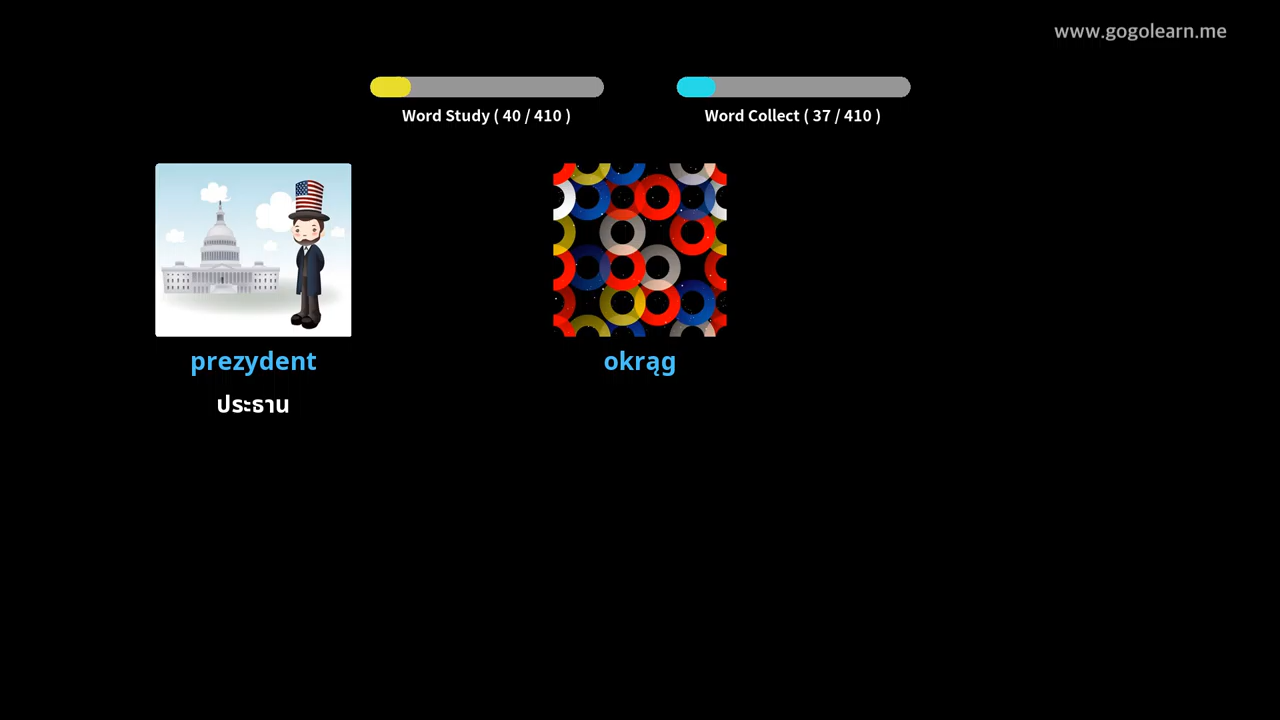 www.gogolearn.me
Word Study ( 40 / 410 )
Word Collect ( 37 / 410 )
prezydent
okrąg
ประธาน